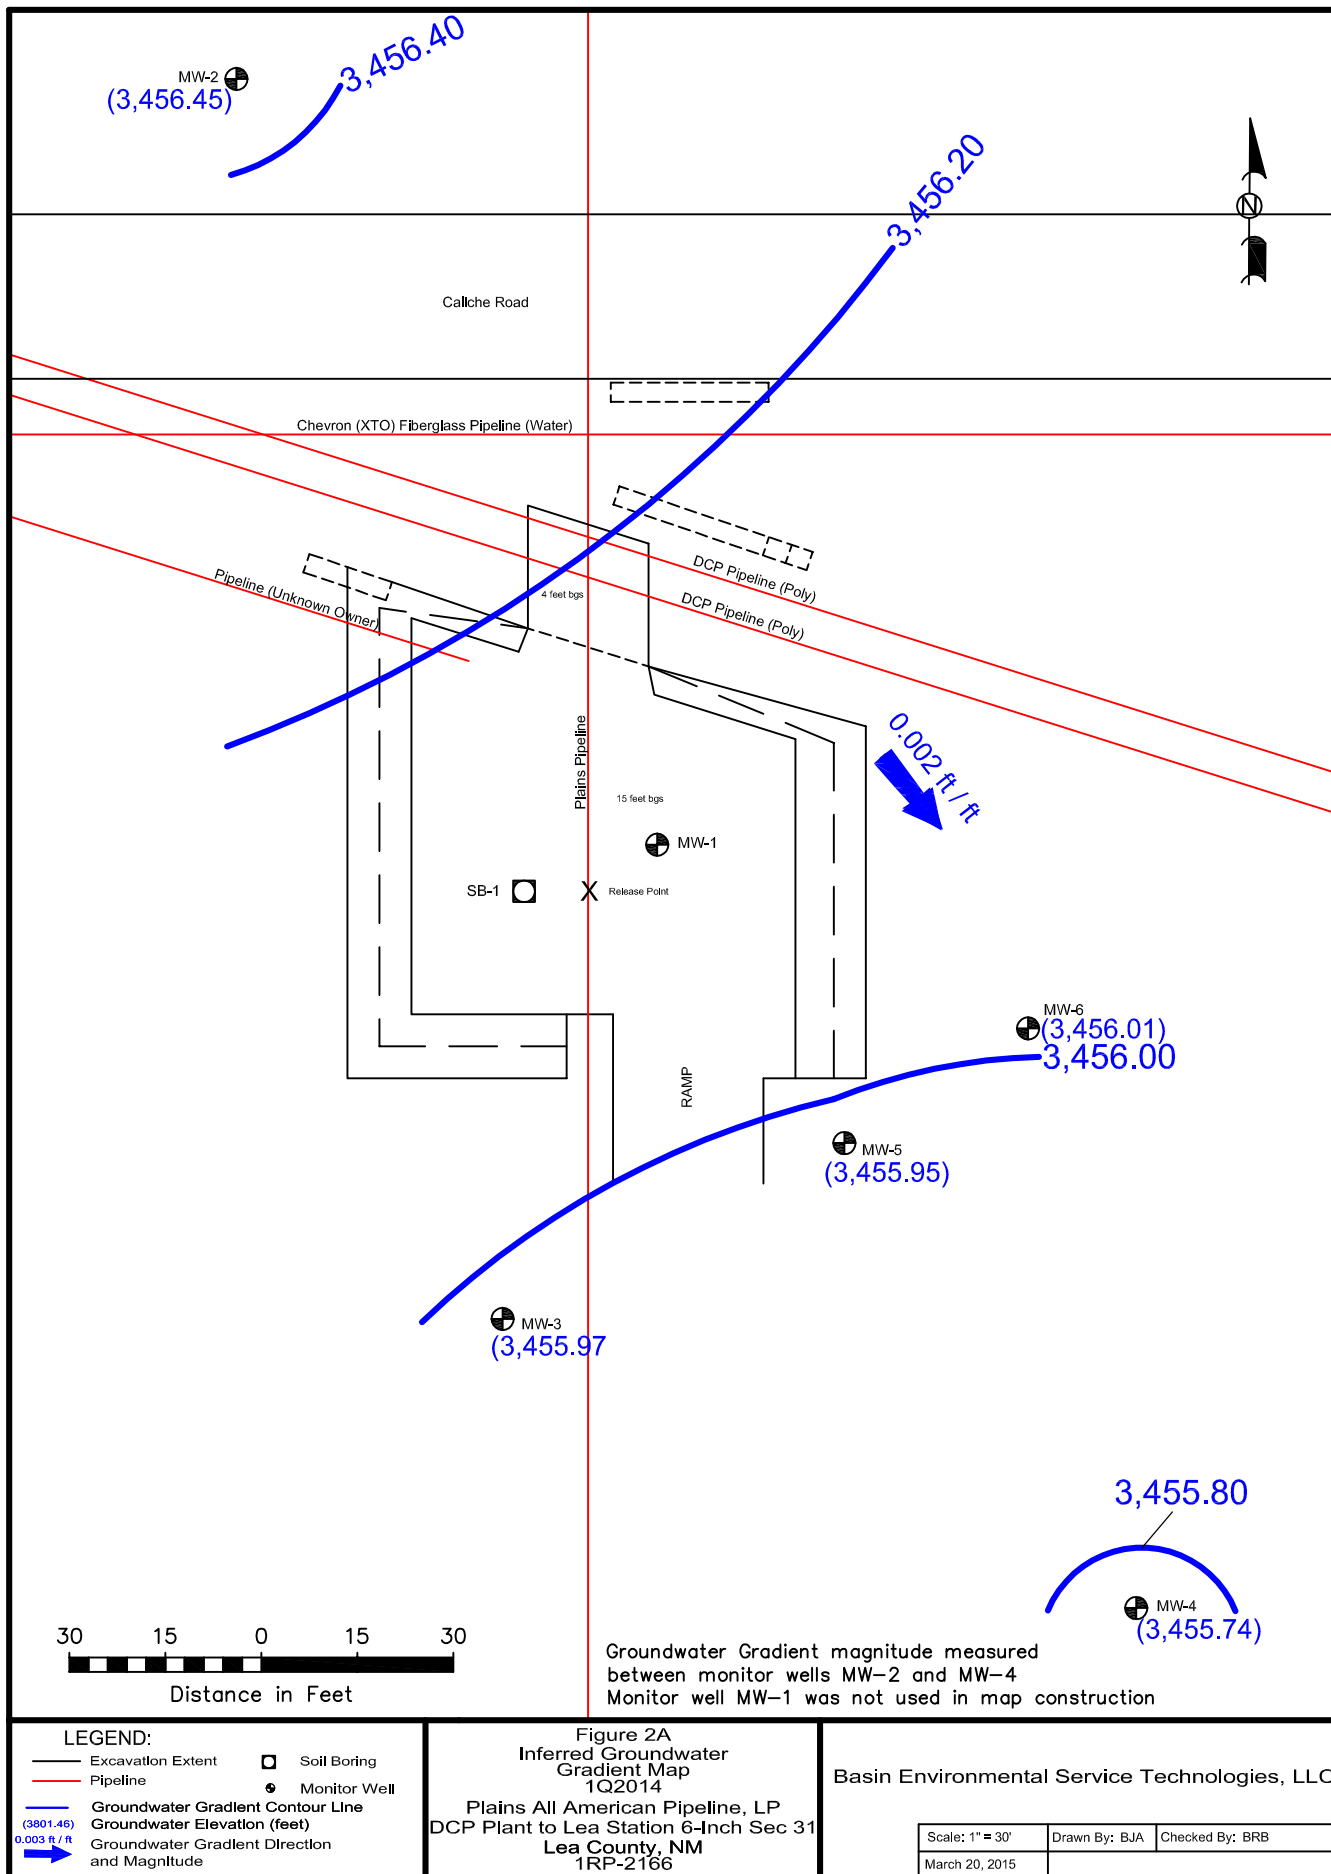 3,456.40
MW-2
(3,456.45)
3,456.20
N
Caliche Road
Chevron (XTO) Fiberglass Pipeline (Water)
DCP Pipeline (Poly)
Pipeline (Unknown Owner)
4 feet bgs
DCP Pipeline (Poly)
0.002 ft / ft
Plains Pipeline
15 feet bgs
MW-1
SB-1
X
Release Point
MW-6
(3,456.01)
3,456.00
RAMP
MW-5
(3,455.95)
MW-3
(3,455.97
3,455.80
MW-4
(3,455.74)
30 15 0 15 30
Distance in Feet
Groundwater Gradient magnitude measured
between monitor wells MW-2 and MW-4
Monitor well MW-1 was not used in map construction
LEGEND:
Excavation Extent
Soil Boring
Pipeline
Monitor Well
Groundwater Gradient Contour Line
(3801.46) Groundwater Elevation (feet)
0.003 ft / ft Groundwater Gradient Direction
and Magnitude
Figure 2A
Inferred Groundwater
Gradient Map
1Q2014
Plains All American Pipeline, LP
DCP Plant to Lea Station 6-Inch Sec 31
Lea County, NM
1RP-2166
Basin Environmental Service Technologies, LLC
Scale: 1" = 30'
Drawn By: BJA
Checked By: BRB
March 20, 2015